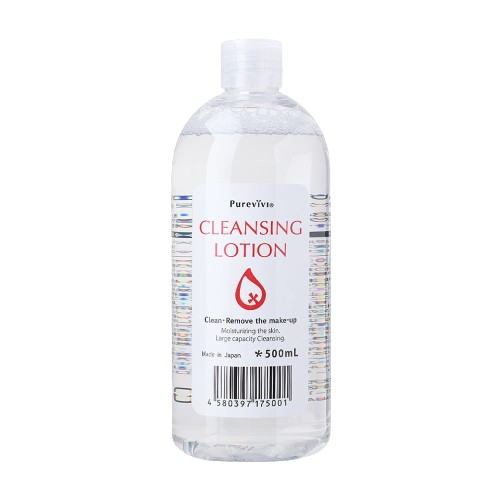 Purevivi®
CLEANSING
LOTION
Clean·Remove the make-up
Moisturizing the skin.
Large capacity Cleansing.
Made in Japan *500mL
4 580397 175001